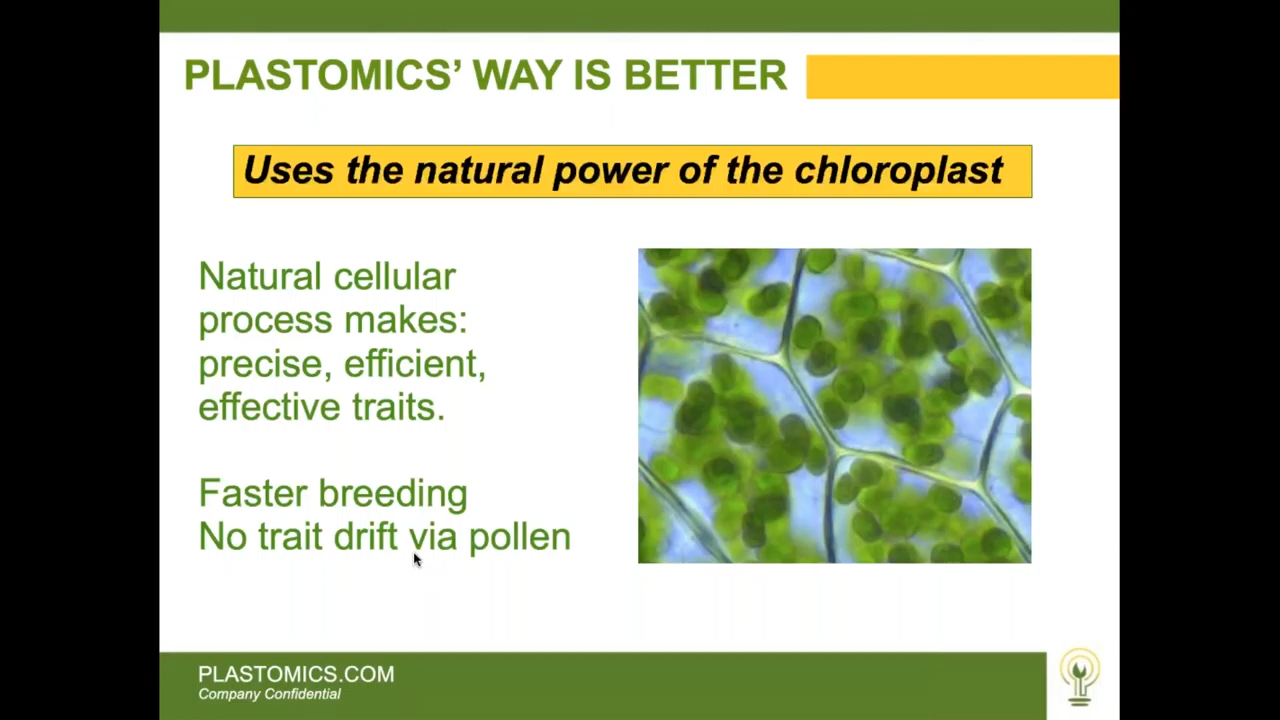 PLASTOMICS’ WAY IS BETTER
Uses the natural power of the chloroplast
Natural cellular
process makes:
precise, efficient,
effective traits.
Faster breeding
No trait drift via pollen
PLASTOMICS.COM
Company Confidential